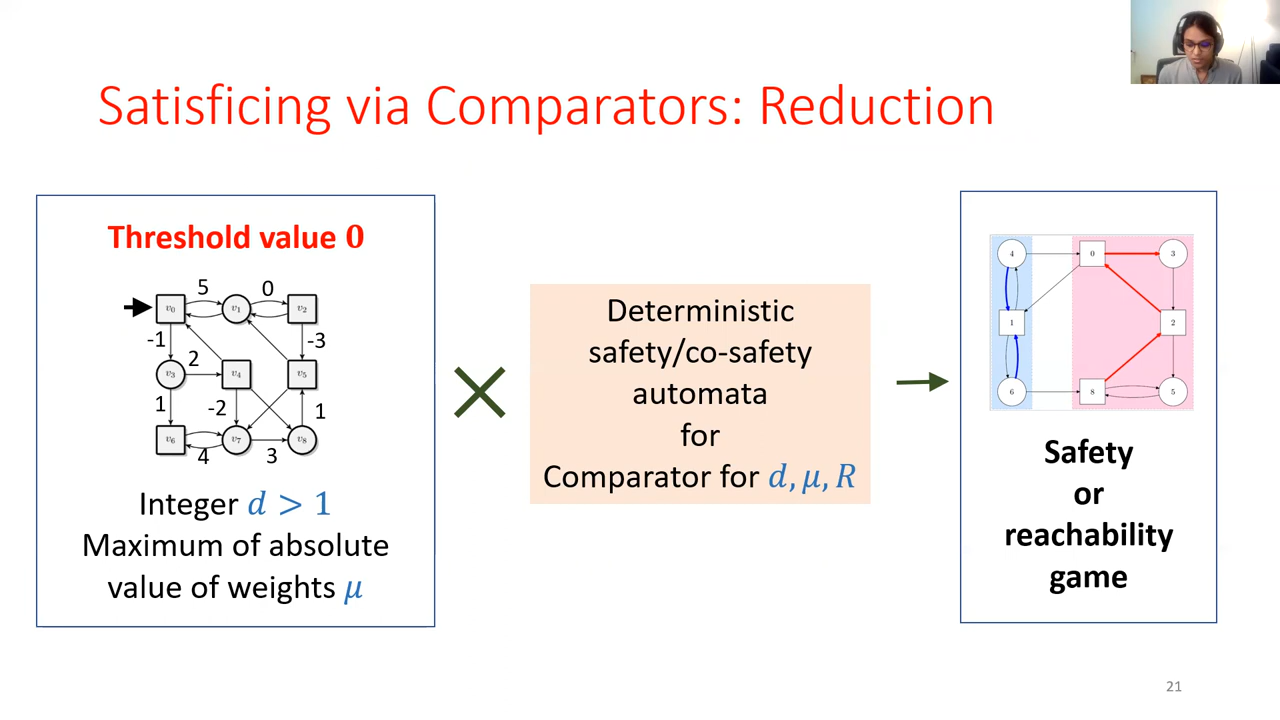 Satisficing via Comparators: Reduction
Threshold value 0
5
0
v₀
v₁
v₂
-1
2
-3
v₃
v₄
v₅
1
-2
1
v₆
v₇
v₈
4
3
Integer d > 1
Maximum of absolute
value of weights μ
Deterministic
safety/co-safety
automata
for
Comparator for d, μ, R
4
0
3
1
2
6
8
5
Safety
or
reachability
game
21